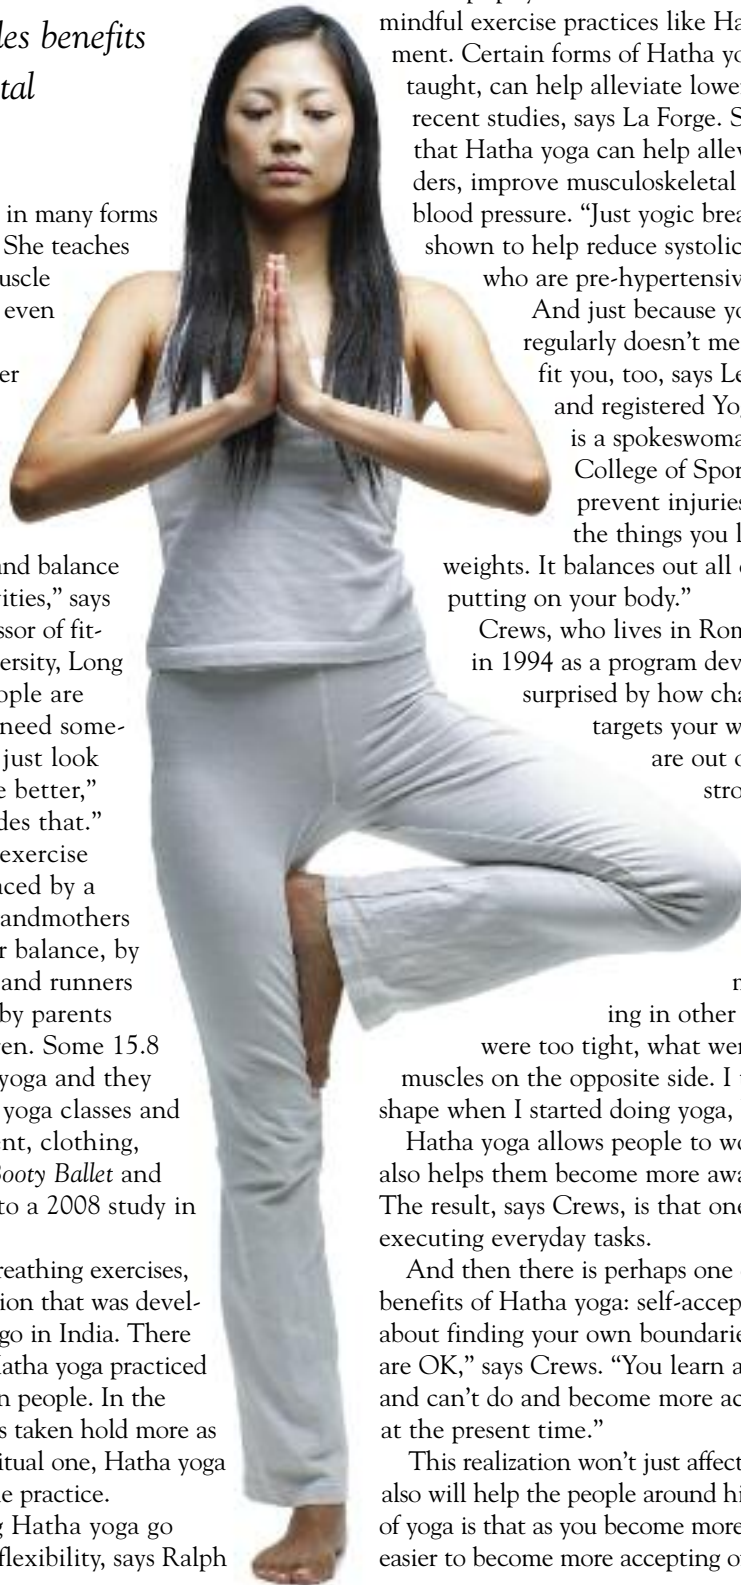 les benefits
tal
in many forms
She teaches
uscle
even
er
nd balance
ities,” says
ssor of fit-
ersity, Long
ople are
need some-
just look
e better,”
des that.”
exercise
ced by a
andmothers
r balance, by
and runners
by parents
en. Some 15.8
yoga and they
yoga classes and
nt, clothing,
Booty Ballet and
to a 2008 study in
reathing exercises,
ion that was devel-
go in India. There
Hatha yoga practiced
n people. In the
s taken hold more as
itual one, Hatha yoga
e practice.
g Hatha yoga go
flexibility, says Ralph
mindful exercise practices like Ha
ment. Certain forms of Hatha yo
taught, can help alleviate lowe
recent studies, says La Forge. S
that Hatha yoga can help allev
ders, improve musculoskeletal
blood pressure. “Just yogic brea
shown to help reduce systolic
who are pre-hypertensiv
And just because yo
regularly doesn’t me
fit you, too, says Le
and registered Yog
is a spokeswoma
College of Spor
prevent injuries
the things you l
weights. It balances out all
putting on your body.”
Crews, who lives in Rom
in 1994 as a program dev
surprised by how cha
targets your w
are out o
stro
ing in other
were too tight, what wer
muscles on the opposite side. I
shape when I started doing yoga,
Hatha yoga allows people to wo
also helps them become more awa
The result, says Crews, is that one
executing everyday tasks.
And then there is perhaps one
benefits of Hatha yoga: self-accep
about finding your own boundarie
are OK,” says Crews. “You learn a
and can’t do and become more ac
at the present time.”
This realization won’t just affect
also will help the people around hi
of yoga is that as you become more
easier to become more accepting o